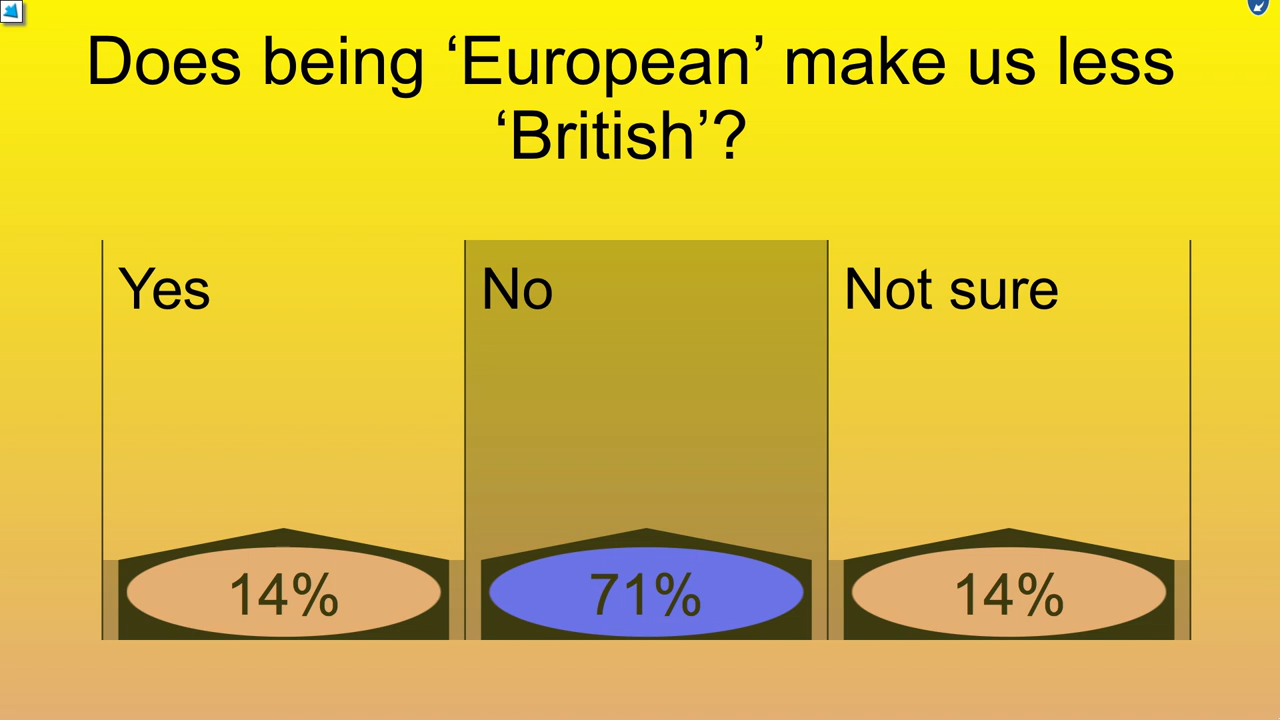 Does being ‘European’ make us less
‘British’?
Yes
No
Not sure
14%
71%
14%